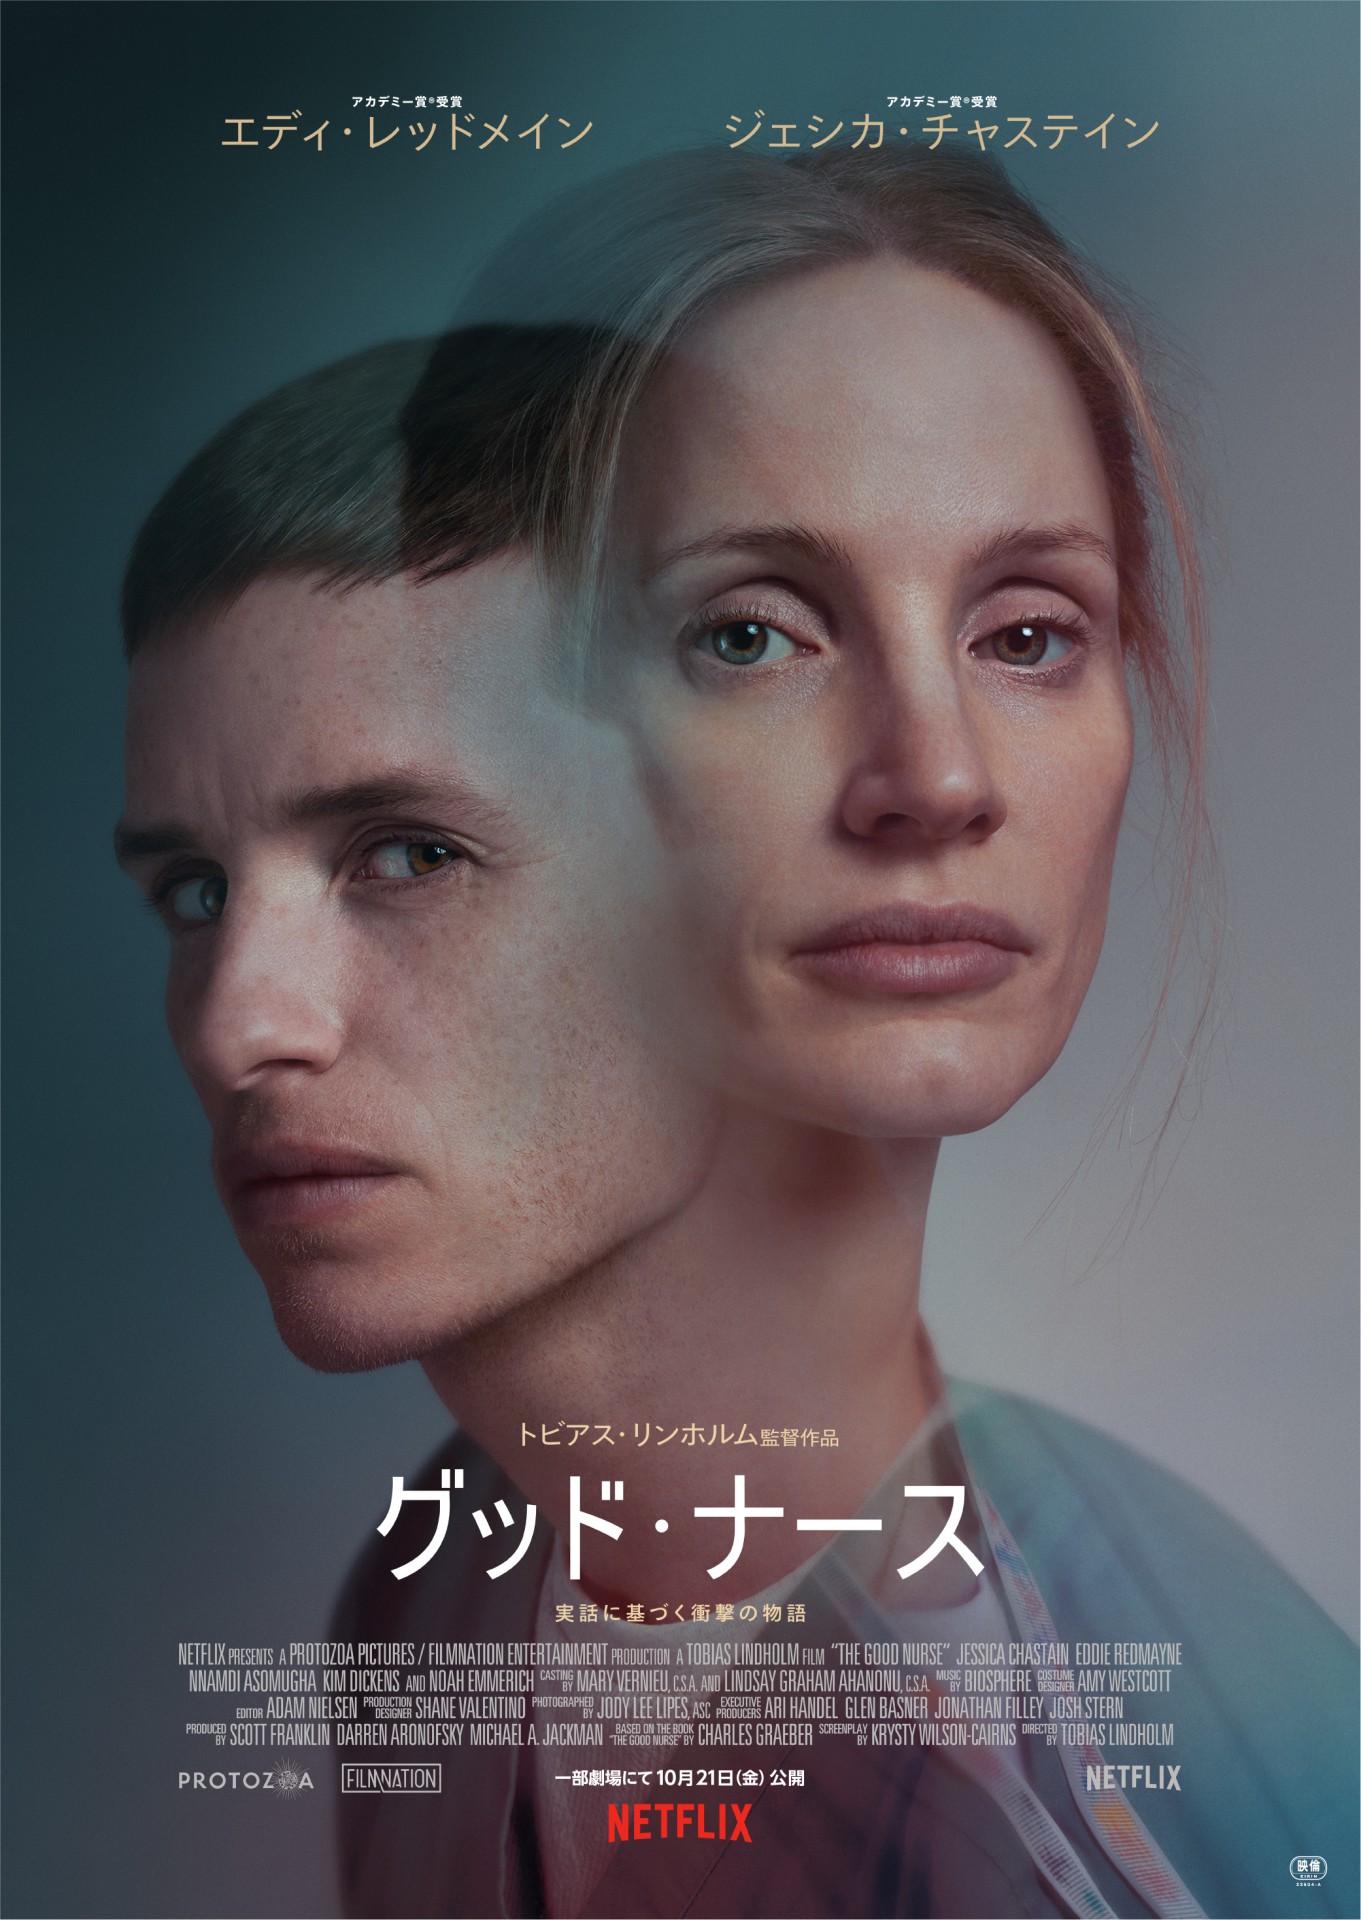 アカデミー賞®受賞 アカデミー賞®受賞
エディ・レッドメイン ジェシカ・チャステイン
トビアス・リンホルム監督作品
グッド・ナース
実話に基づく衝撃の物語
NETFLIX PRESENTS A PROTOZOA PICTURES / FILMNATION ENTERTAINMENT PRODUCTION A TOBIAS LINDHOLM FILM “THE GOOD NURSE” JESSICA CHASTAIN EDDIE REDMAYNE
NNAMDI ASOMUGHA KIM DICKENS AND NOAH EMMERICH CASTING BY MARY VERNIEU, C.S.A. AND LINDSAY GRAHAM AHANONU, C.S.A. MUSIC BY BIOSPHERE COSTUME DESIGNER AMY WESTCOTT
EDITOR ADAM NIELSEN PRODUCTION DESIGNER SHANE VALENTINO PHOTOGRAPHED BY JODY LEE LIPES, ASC EXECUTIVE PRODUCERS ARI HANDEL GLEN BASNER JONATHAN FILLEY JOSH STERN
PRODUCED BY SCOTT FRANKLIN DARREN ARONOFSKY MICHAEL A. JACKMAN BASED ON THE BOOK “THE GOOD NURSE” BY CHARLES GRAEBER SCREENPLAY BY KRYSTY WILSON-CAIRNS DIRECTED BY TOBIAS LINDHOLM
PROTOZOA FILMNATION 一部劇場にて10月21日(金)公開 NETFLIX
NETFLIX
映倫
EIRIN